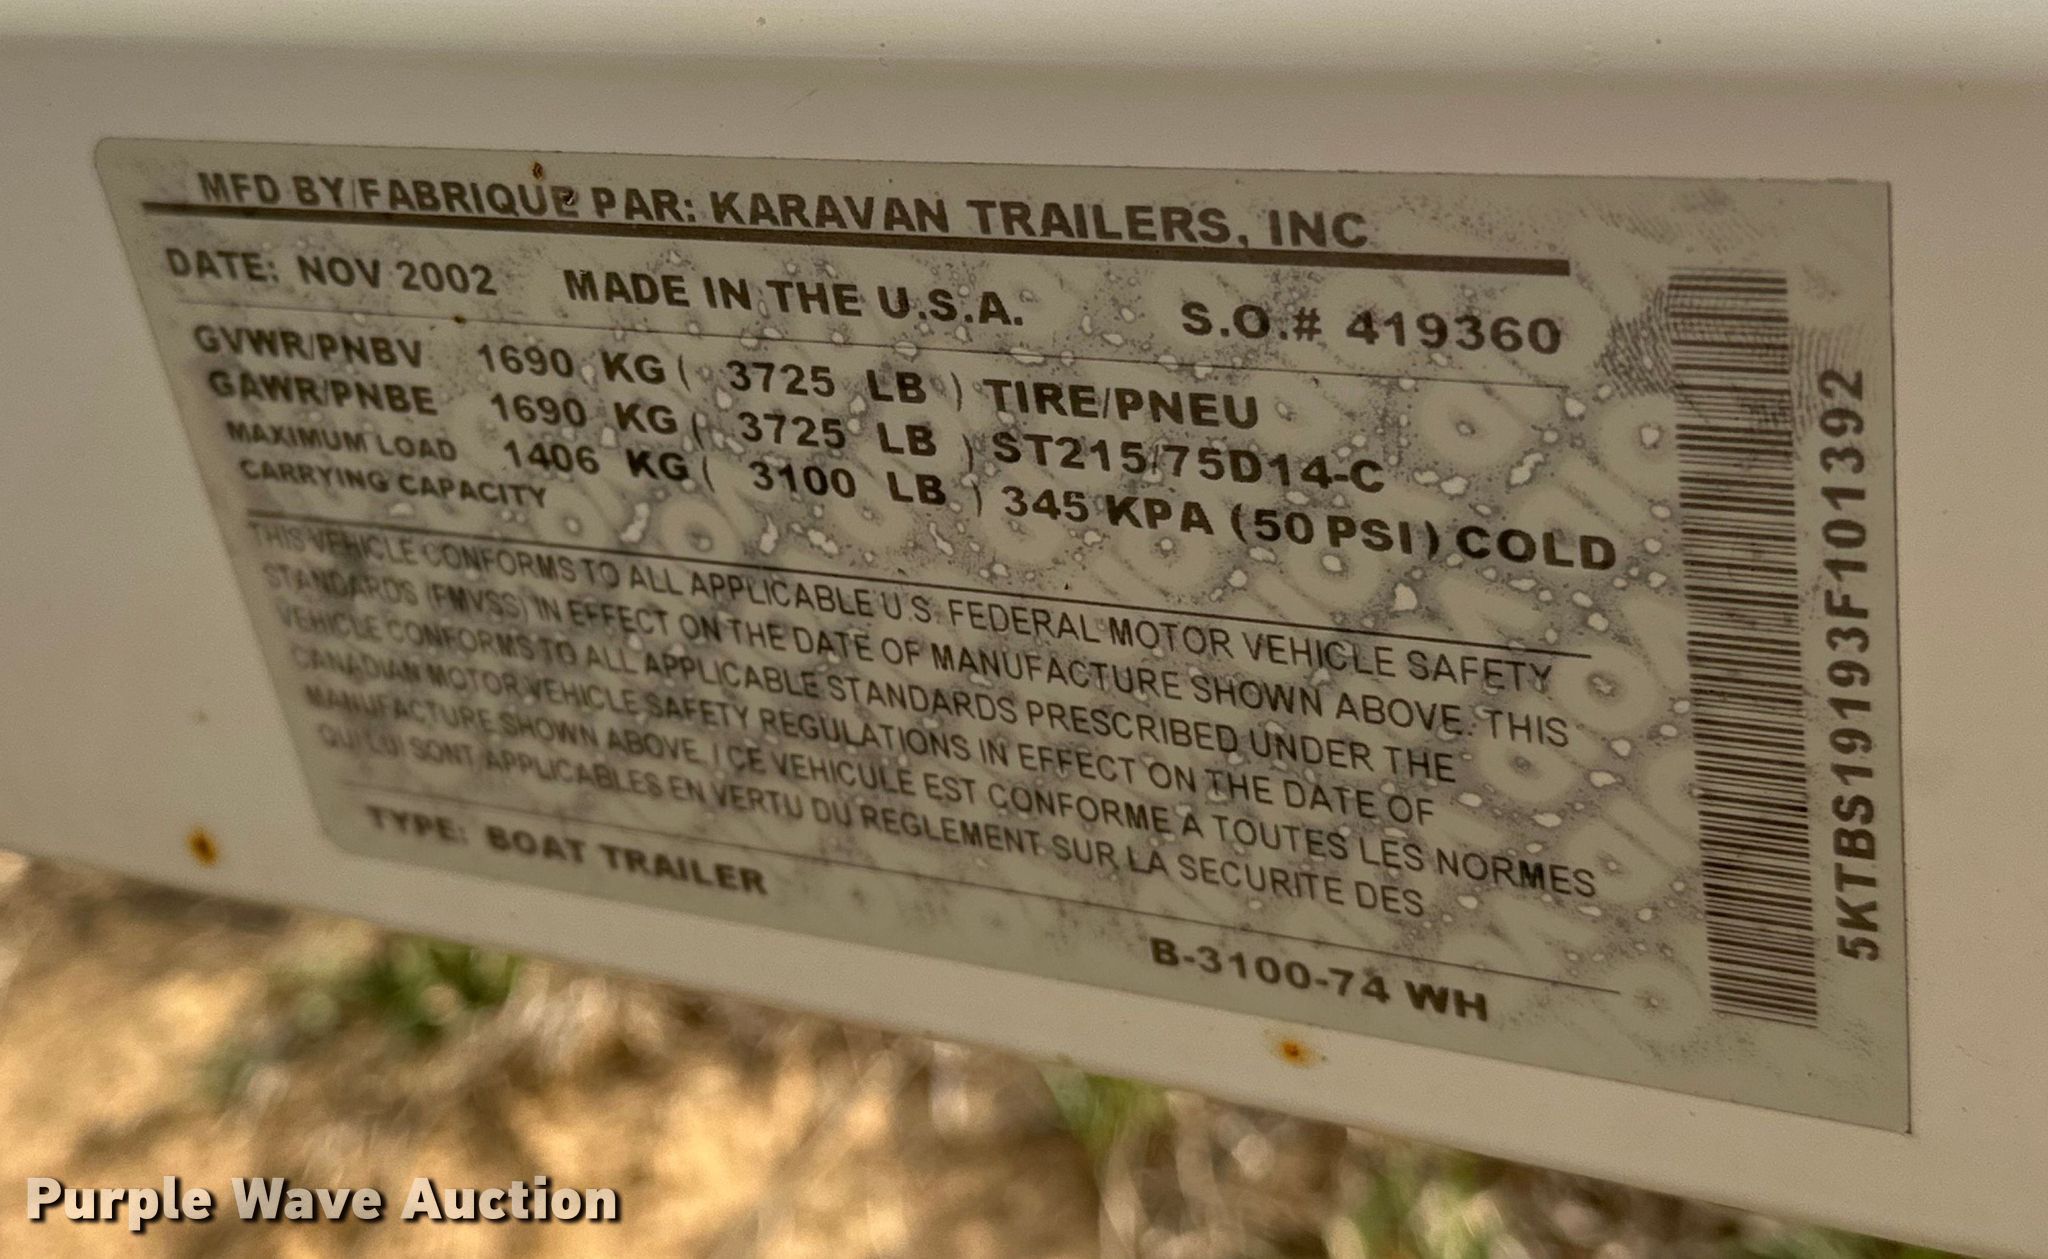 MFD BY/FABRIQUE PAR: KARAVAN TRAILERS, INC
DATE: NOV 2002 MADE IN THE U.S.A. S.O.# 419360
GVWR/PNBV 1690 KG ( 3725 LB ) TIRE/PNEU
GAWR/PNBE 1690 KG ( 3725 LB ) ST215/75D14-C
MAXIMUM LOAD 1406 KG ( 3100 LB ) 345 KPA (50 PSI) COLD
CARRYING CAPACITY
THIS VEHICLE CONFORMS TO ALL APPLICABLE U.S. FEDERAL MOTOR VEHICLE SAFETY
STANDARDS (FMVSS) IN EFFECT ON THE DATE OF MANUFACTURE SHOWN ABOVE. THIS
VEHICLE CONFORMS TO ALL APPLICABLE STANDARDS PRESCRIBED UNDER THE
CANADIAN MOTOR VEHICLE SAFETY REGULATIONS IN EFFECT ON THE DATE OF
MANUFACTURE SHOWN ABOVE. / CE VEHICULE EST CONFORME A TOUTES LES NORMES
QUI LUI SONT APPLICABLES EN VERTU DU REGLEMENT SUR LA SECURITE DES
TYPE: BOAT TRAILER B-3100-74 WH
5KTBS19193F101392
Purple Wave Auction